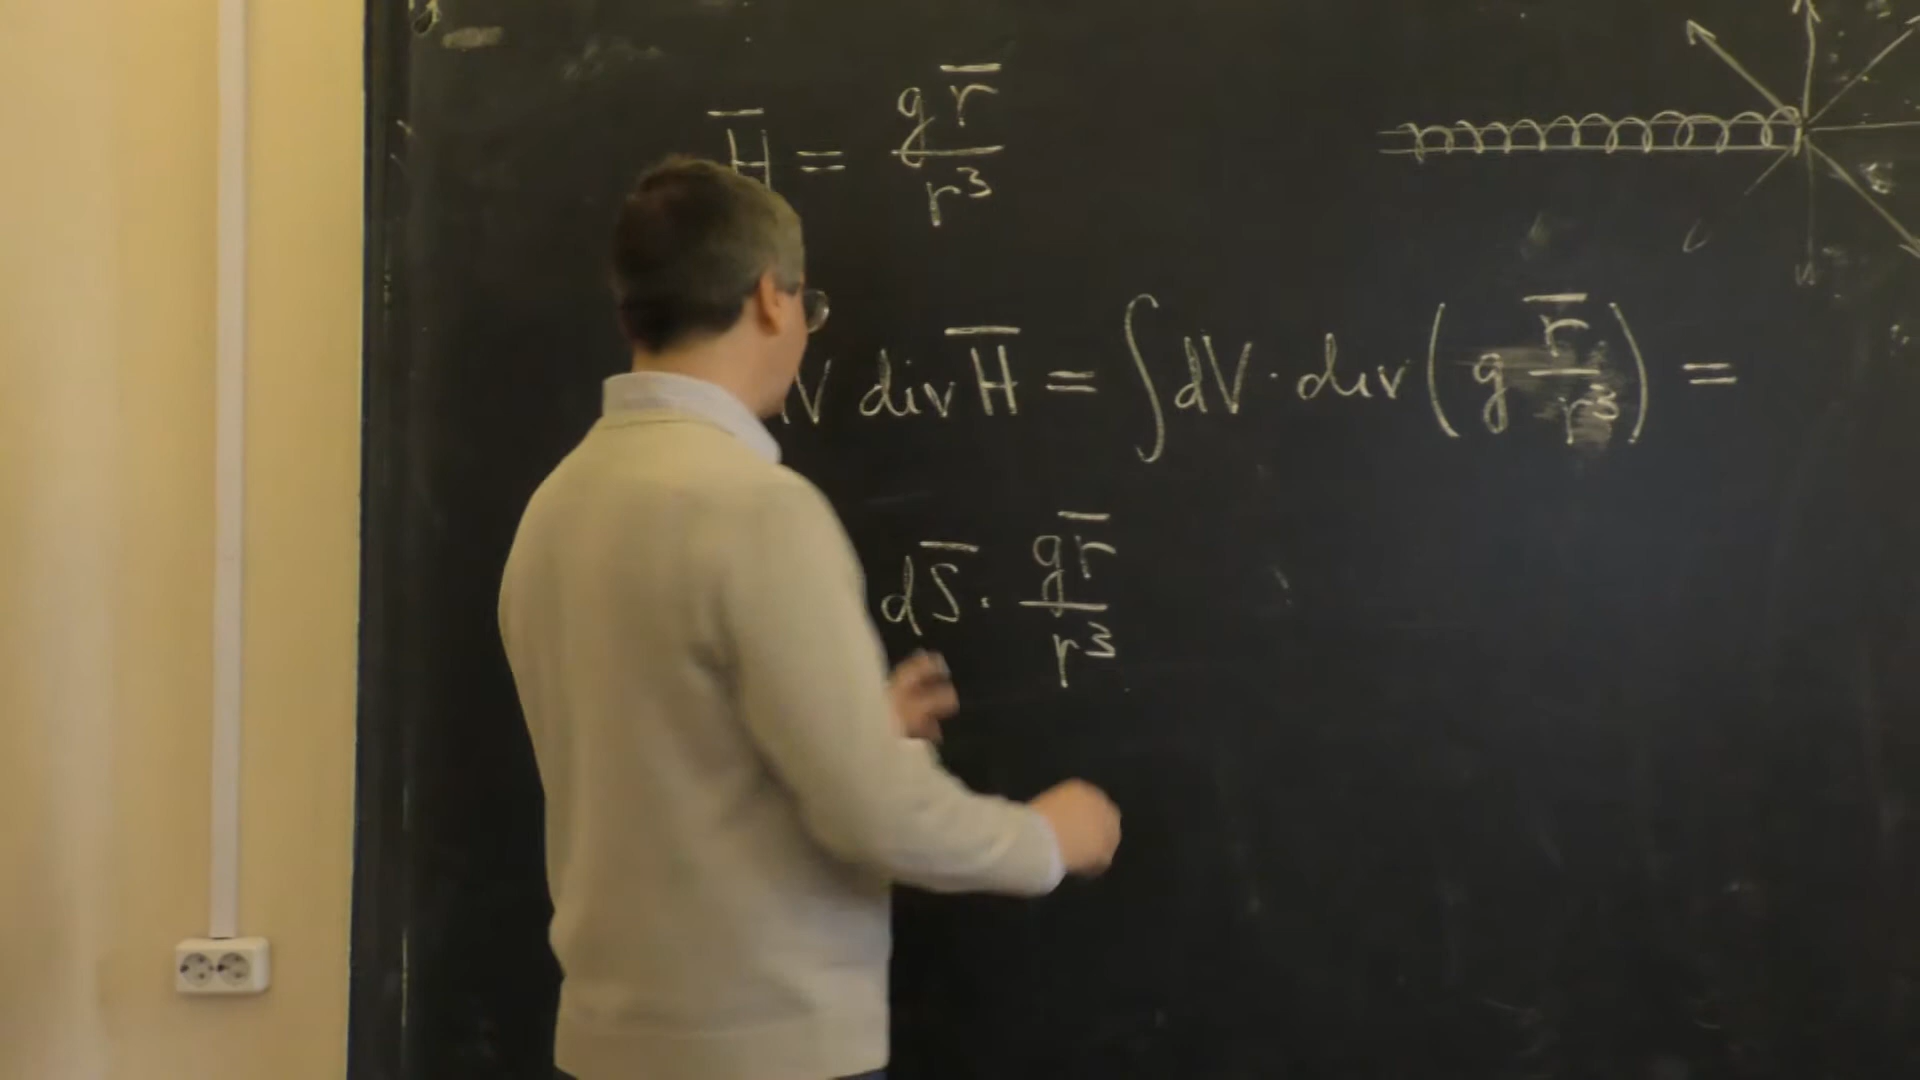 H̅ = g r̅ / r³
V div H̅ = ∫ dV · div ( g r̅ / r³ ) =
dS̅ · g r̅ / r³